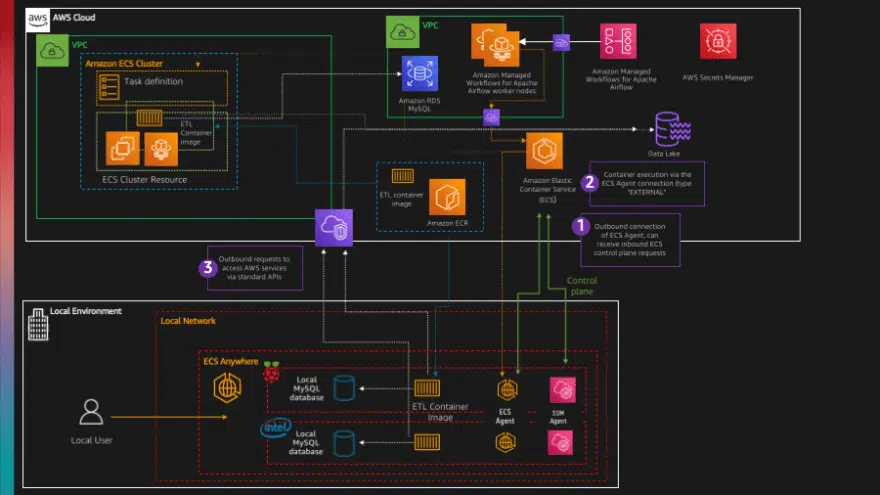 aws
AWS Cloud
VPC
Amazon ECS Cluster
Task definition
ETL
Container
image
ECS Cluster Resource
VPC
Amazon RDS
MySQL
Amazon Managed
Workflows for Apache
Airflow worker nodes
Amazon Managed
Workflows for Apache
Airflow
AWS Secrets Manager
Data Lake
Amazon Elastic
Container Service
(ECS)
ETL container
image
Amazon ECR
2
Container execution via the
ECS Agent connection (type
"EXTERNAL"
1
Outbound connection
of ECS Agent, can
receive inbound ECS
control plane requests
3
Outbound requests to
access AWS services
via standard APIs
Control
plane
Local Environment
Local Network
ECS Anywhere
Local
MySQL
database
ETL Container
Image
ECS
Agent
SSM
Agent
intel
Local
MySQL
database
Local User